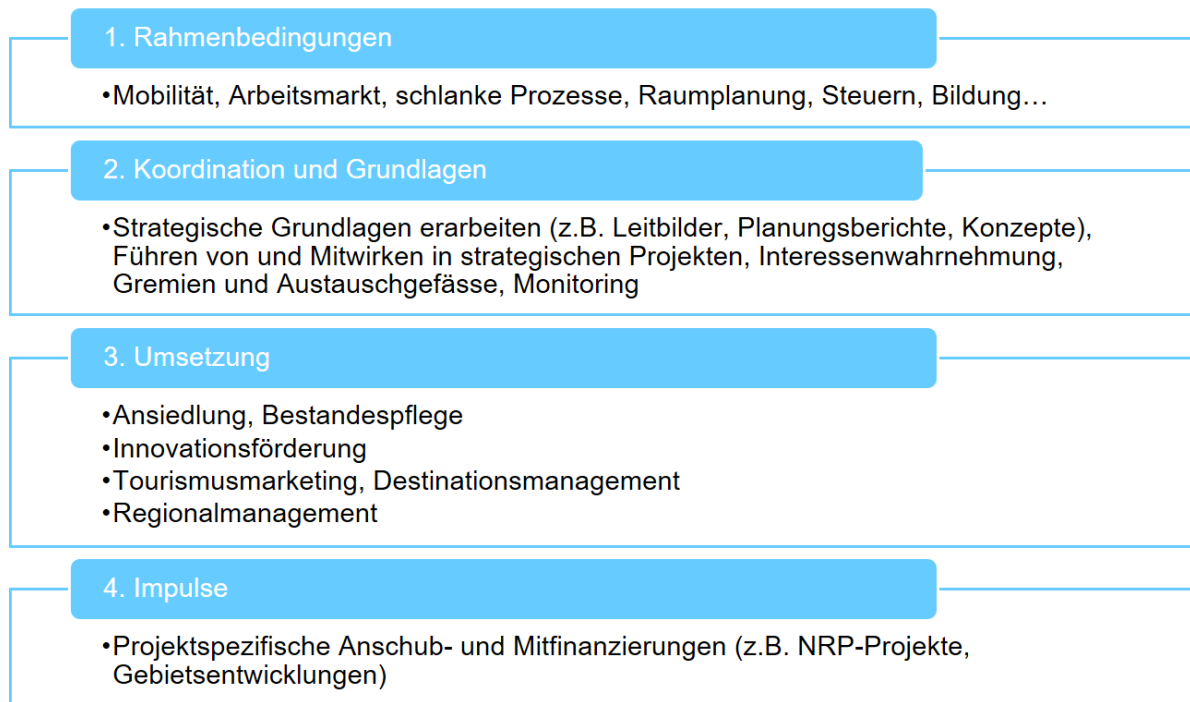 1. Rahmenbedingungen
•Mobilität, Arbeitsmarkt, schlanke Prozesse, Raumplanung, Steuern, Bildung…
2. Koordination und Grundlagen
•Strategische Grundlagen erarbeiten (z.B. Leitbilder, Planungsberichte, Konzepte),
Führen von und Mitwirken in strategischen Projekten, Interessenwahrnehmung,
Gremien und Austauschgefässe, Monitoring
3. Umsetzung
•Ansiedlung, Bestandespflege
•Innovationsförderung
•Tourismusmarketing, Destinationsmanagement
•Regionalmanagement
4. Impulse
•Projektspezifische Anschub- und Mitfinanzierungen (z.B. NRP-Projekte,
Gebietsentwicklungen)